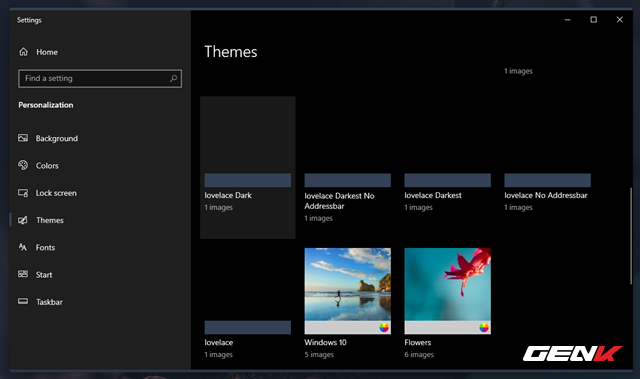 Settings
Home
Find a setting
Personalization
Background
Colors
Lock screen
Themes
Fonts
Start
Taskbar
Themes
1 images
lovelace Dark
1 images
lovelace Darkest No
Addressbar
1 images
lovelace Darkest
1 images
lovelace No Addressbar
1 images
lovelace
1 images
Windows 10
5 images
Flowers
6 images
GENK